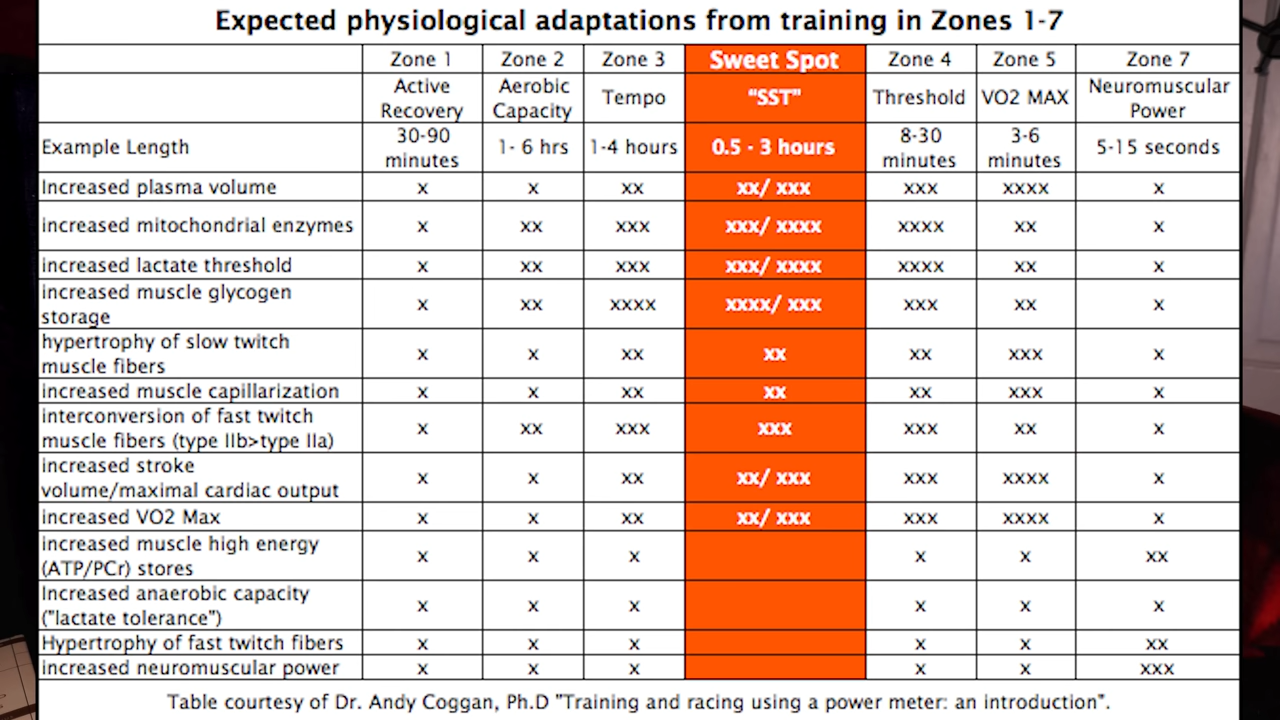 Expected physiological adaptations from training in Zones 1-7
Zone 1 Zone 2 Zone 3 Sweet Spot Zone 4 Zone 5 Zone 7
Active Recovery Aerobic Capacity Tempo “SST” Threshold VO2 MAX Neuromuscular Power
Example Length 30-90 minutes 1- 6 hrs 1-4 hours 0.5 - 3 hours 8-30 minutes 3-6 minutes 5-15 seconds
Increased plasma volume x x xx xx/ xxx xxx xxxx x
increased mitochondrial enzymes x xx xxx xxx/ xxxx xxxx xx x
increased lactate threshold x xx xxx xxx/ xxxx xxxx xx x
increased muscle glycogen storage x xx xxxx xxxx/ xxx xxx xx x
hypertrophy of slow twitch muscle fibers x x xx xx xx xxx x
increased muscle capillarization x x xx xx xx xxx x
interconversion of fast twitch muscle fibers (type IIb>type IIa) x xx xxx xxx xxx xx x
increased stroke volume/maximal cardiac output x x xx xx/ xxx xxx xxxx x
increased VO2 Max x x xx xx/ xxx xxx xxxx x
increased muscle high energy (ATP/PCr) stores x x x x x xx
Increased anaerobic capacity ("lactate tolerance") x x x x x x
Hypertrophy of fast twitch fibers x x x x x xx
increased neuromuscular power x x x x x xxx
Table courtesy of Dr. Andy Coggan, Ph.D "Training and racing using a power meter: an introduction".